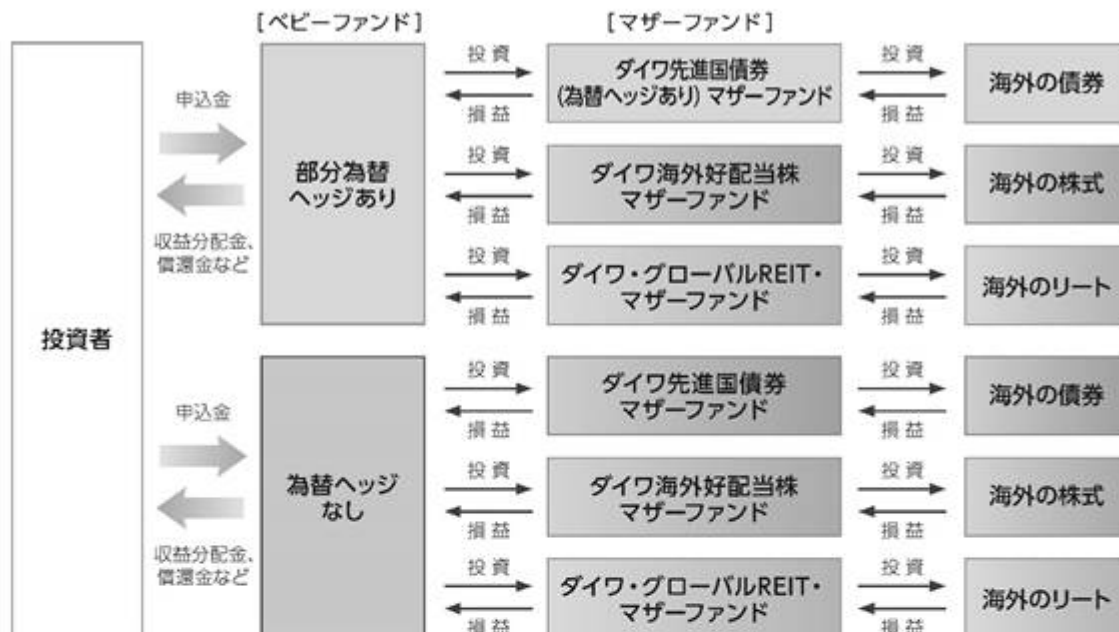 [ベビーファンド]
[マザーファンド]
投資者
申込金
収益分配金、
償還金など
部分為替
ヘッジあり
投資
損益
ダイワ先進国債券
(為替ヘッジあり) マザーファンド
投資
損益
海外の債券
投資
損益
ダイワ海外好配当株
マザーファンド
投資
損益
海外の株式
投資
損益
ダイワ・グローバルREIT・
マザーファンド
投資
損益
海外のリート
申込金
収益分配金、
償還金など
為替ヘッジ
なし
投資
損益
ダイワ先進国債券
マザーファンド
投資
損益
海外の債券
投資
損益
ダイワ海外好配当株
マザーファンド
投資
損益
海外の株式
投資
損益
ダイワ・グローバルREIT・
マザーファンド
投資
損益
海外のリート